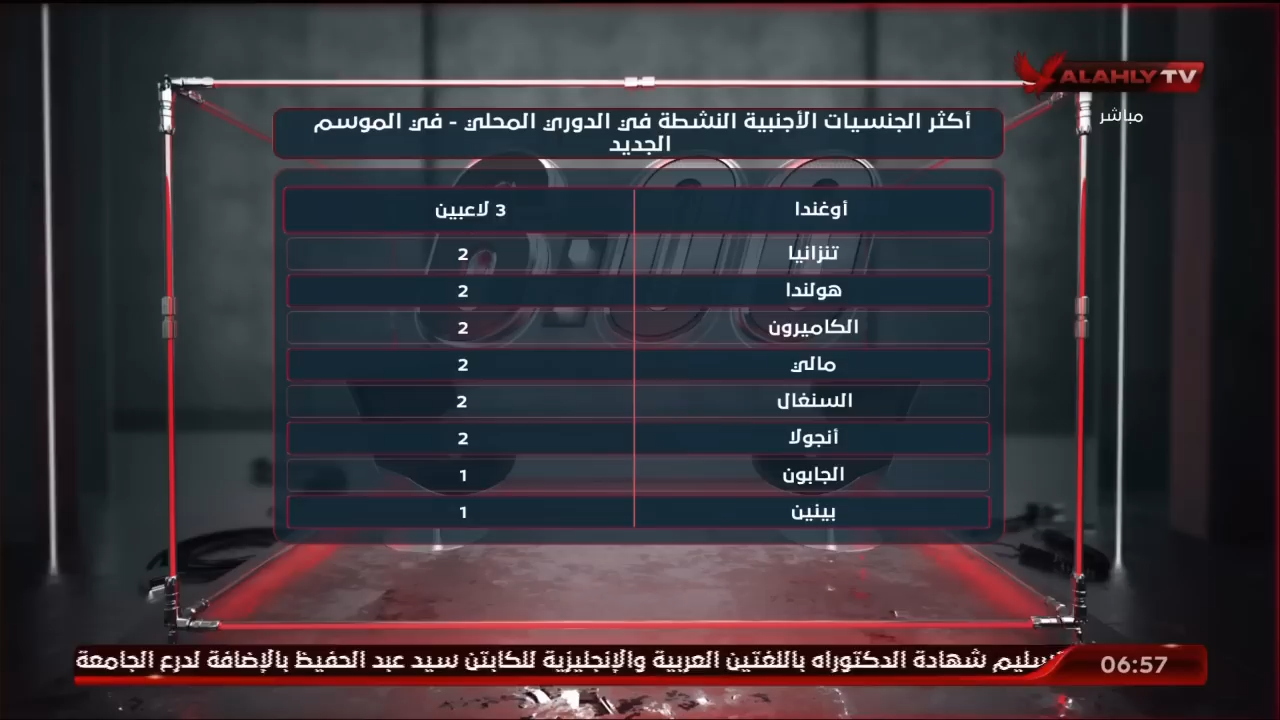 ALAHLY TV
مباشر
أكثر الجنسيات الأجنبية النشطة في الدوري المحلي - في الموسم
الجديد
أوغندا 3 لاعبين
تنزانيا 2
هولندا 2
الكاميرون 2
مالي 2
السنغال 2
أنجولا 2
الجابون 1
بينين 1
06:57
تسليم شهادة الدكتوراه باللغتين العربية والإنجليزية للكابتن سيد عبد الحفيظ بالإضافة لدرع الجامعة